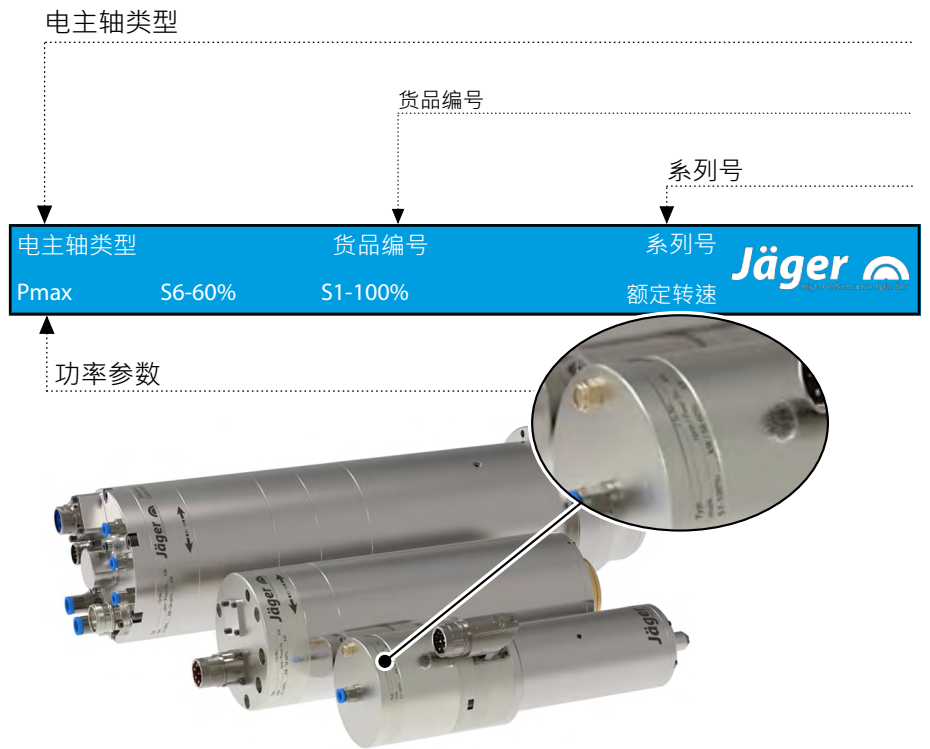 电主轴类型
货品编号
系列号
电主轴类型 货品编号 系列号
Jäger
Pmax S6-60% S1-100% 额定转速
功率参数
Jäger
Jäger
Jäger